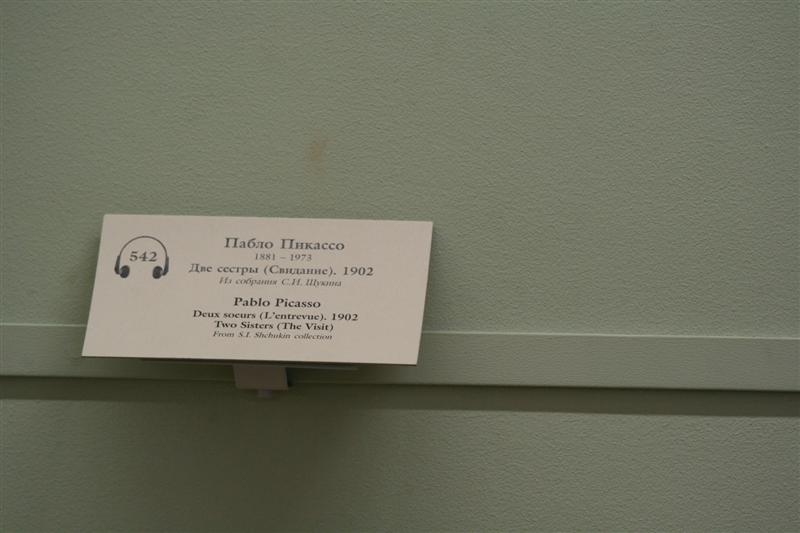 542
Пабло Пикассо
1881 – 1973
Две сестры (Свидание). 1902
Из собрания С.И. Щукина
Pablo Picasso
Deux soeurs (L'entrevue). 1902
Two Sisters (The Visit)
From S.I. Shchukin collection